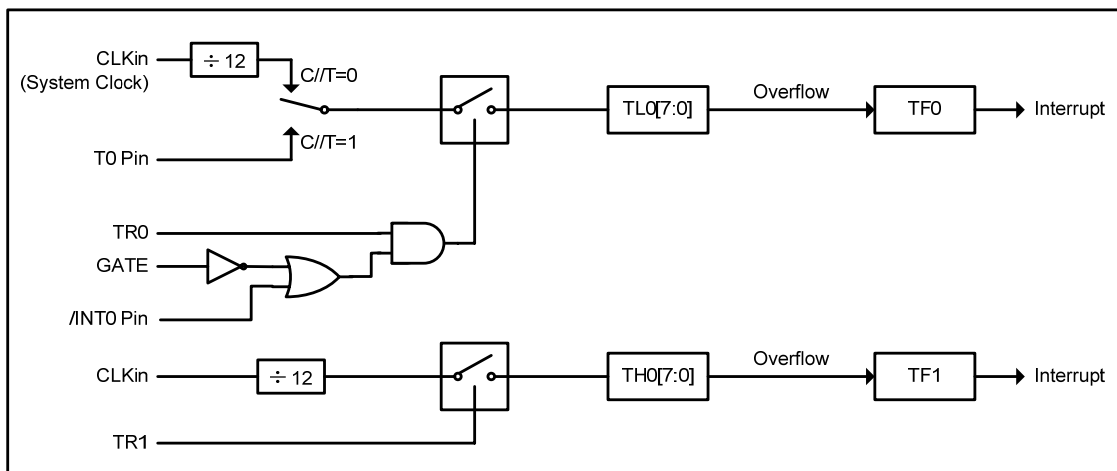 CLKin
(System Clock)
÷ 12
C//T=0
C//T=1
T0 Pin
TL0[7:0]
Overflow
TF0
Interrupt
TR0
GATE
/INT0 Pin
CLKin
÷ 12
TH0[7:0]
Overflow
TF1
Interrupt
TR1